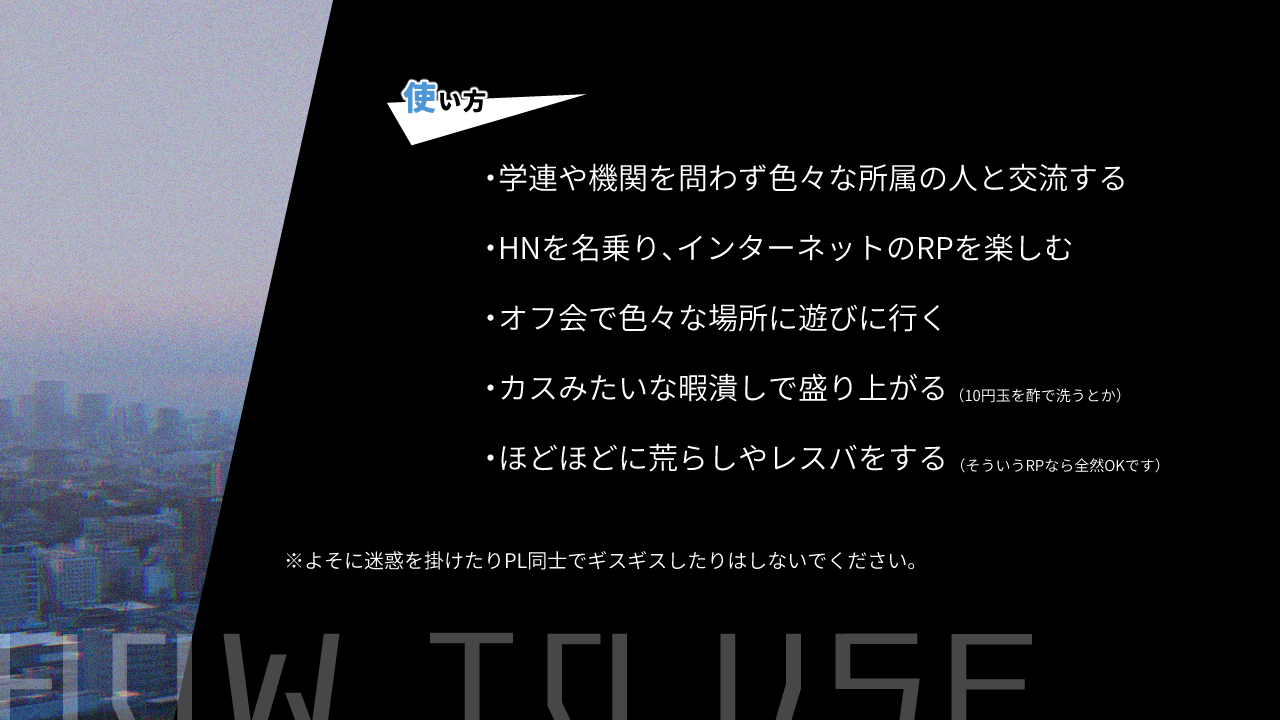 使い方
・学連や機関を問わず色々な所属の人と交流する
・HNを名乗り、インターネットのRPを楽しむ
・オフ会で色々な場所に遊びに行く
・カスみたいな暇潰しで盛り上がる（10円玉を酢で洗うとか）
・ほどほどに荒らしやレスバをする（そういうRPなら全然OKです）
※よそに迷惑を掛けたりPL同士でギスギスしたりはしないでください。
HOW TO USE